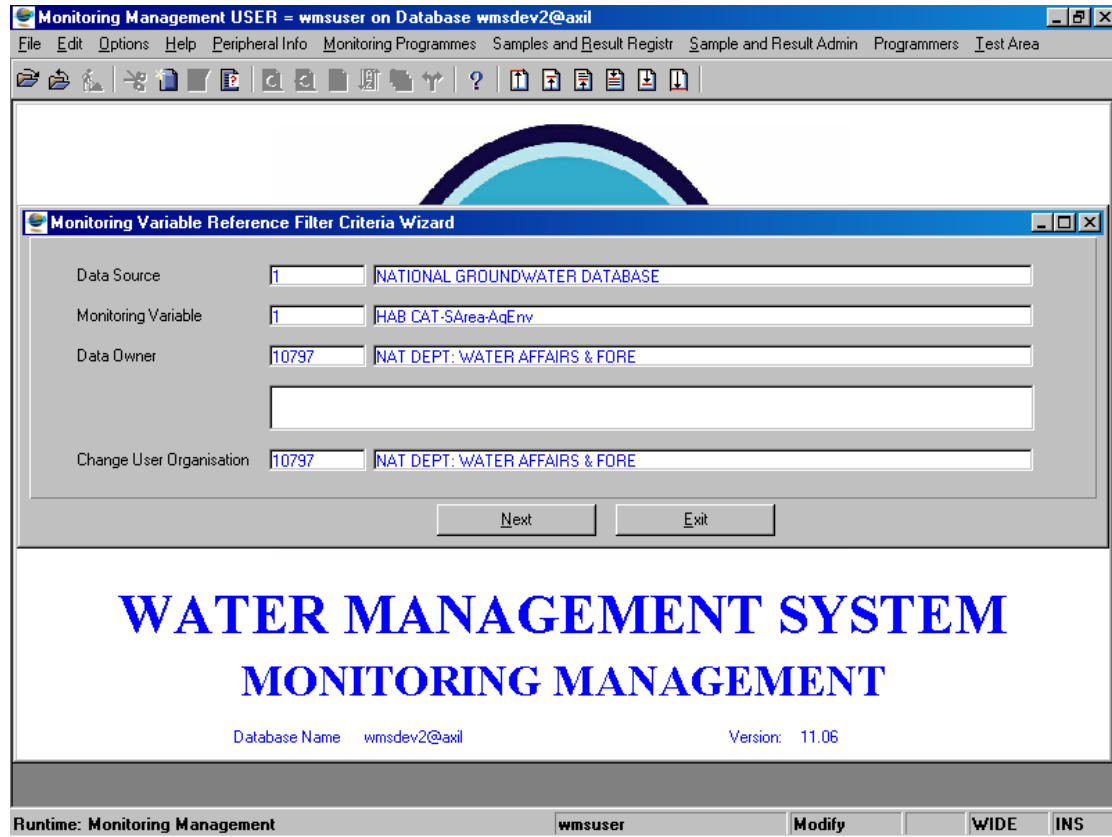 Monitoring Management USER = wmsuser on Database wmsdev2@axil
File Edit Options Help Peripheral Info Monitoring Programmes Samples and Result Registr Sample and Result Admin Programmers Test Area
Monitoring Variable Reference Filter Criteria Wizard
Data Source 1 NATIONAL GROUNDWATER DATABASE
Monitoring Variable 1 HAB CAT-SArea-AqEnv
Data Owner 10797 NAT DEPT: WATER AFFAIRS & FORE
Change User Organisation 10797 NAT DEPT: WATER AFFAIRS & FORE
Next Exit
WATER MANAGEMENT SYSTEM
MONITORING MANAGEMENT
Database Name wmsdev2@axil Version: 11.06
Runtime: Monitoring Management wmsuser Modify WIDE INS